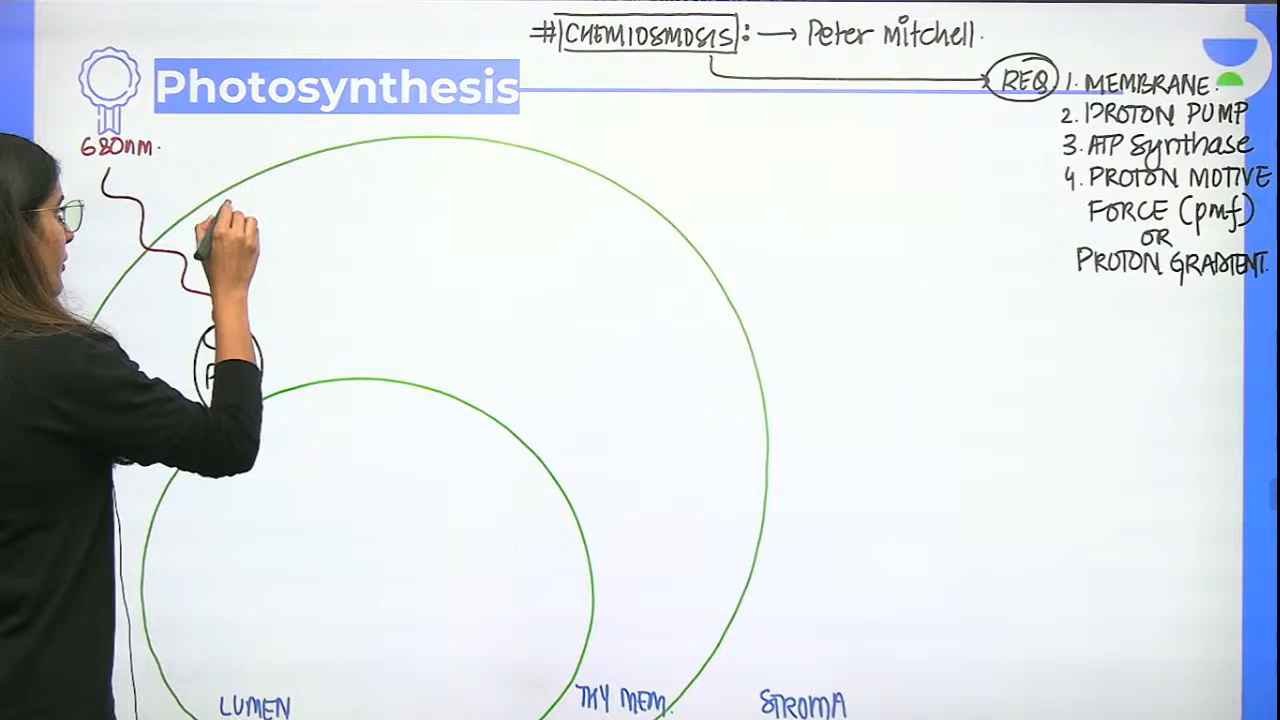 #CHEMIOSMOSIS: → Peter Mitchell.
Photosynthesis
REQ 1. MEMBRANE.
2. PROTON PUMP
3. ATP Synthase
4. PROTON MOTIVE
FORCE (pmf)
OR
PROTON GRADIENT.
680nm.
LUMEN
THY MEM.
STROMA